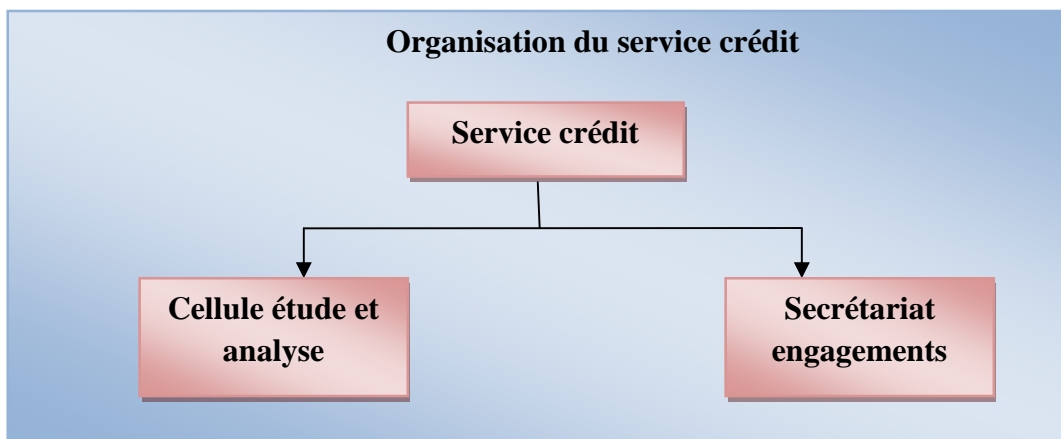 Organisation du service crédit
Service crédit
Cellule étude et
analyse
Secrétariat
engagements